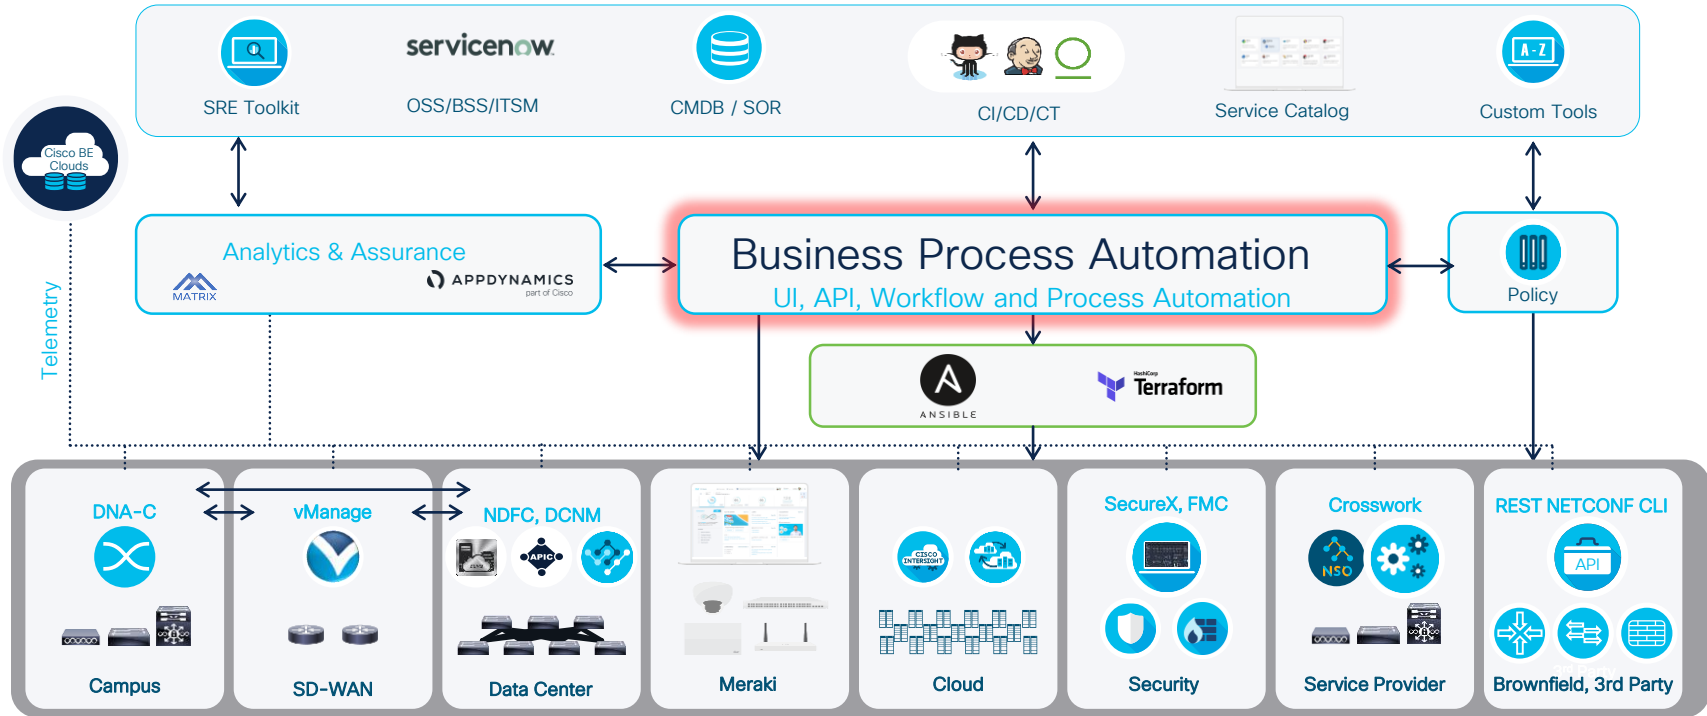 servicenow
A-Z
SRE Toolkit
OSS/BSS/ITSM
CMDB / SOR
CI/CD/CT
Service Catalog
Custom Tools
Cisco BE
Clouds
Telemetry
Analytics & Assurance
MATRIX
APPDYNAMICS
part of Cisco
Business Process Automation
UI, API, Workflow and Process Automation
Policy
ANSIBLE
HashiCorp
Terraform
DNA-C
vManage
NDFC, DCNM
SecureX, FMC
Crosswork
REST NETCONF CLI
APIC
CISCO
INTERSIGHT
NSO
API
Campus
SD-WAN
Data Center
Meraki
Cloud
Security
Service Provider
Brownfield, 3rd Party